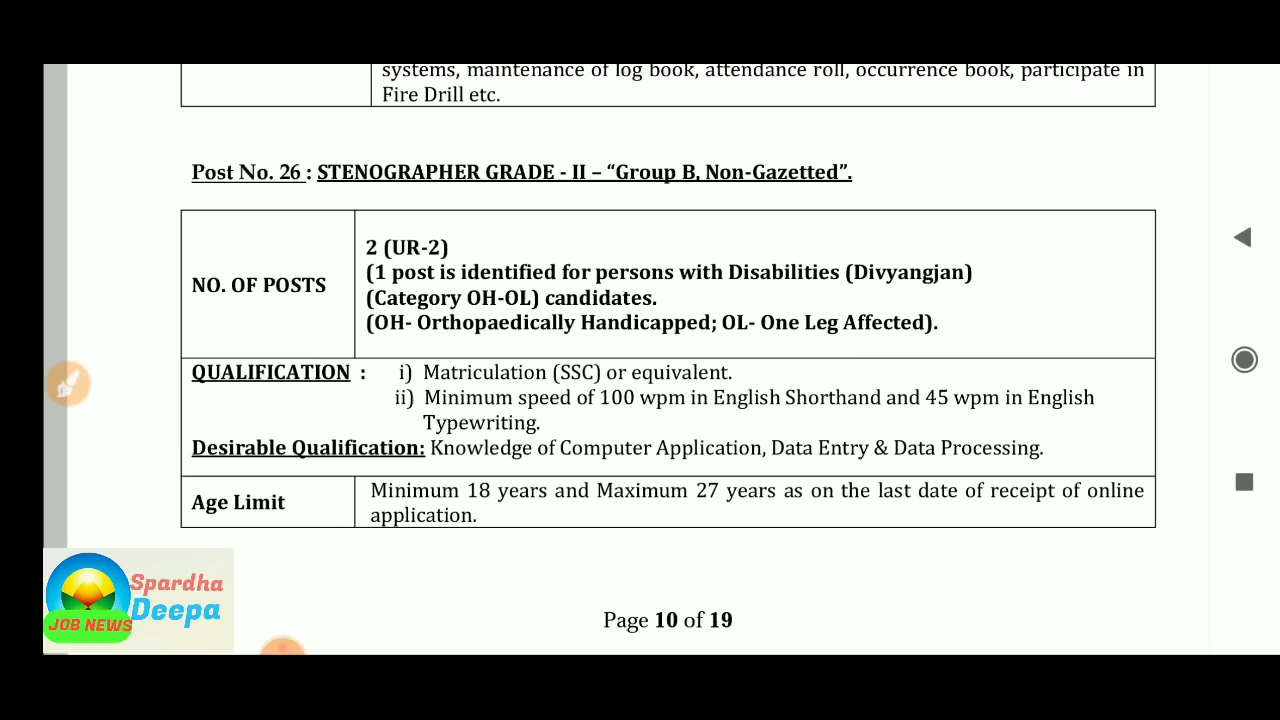 systems, maintenance of log book, attendance roll, occurrence book, participate in
Fire Drill etc.
Post No. 26 : STENOGRAPHER GRADE - II – “Group B, Non-Gazetted”.
NO. OF POSTS
2 (UR-2)
(1 post is identified for persons with Disabilities (Divyangjan)
(Category OH-OL) candidates.
(OH- Orthopaedically Handicapped; OL- One Leg Affected).
QUALIFICATION : i) Matriculation (SSC) or equivalent.
ii) Minimum speed of 100 wpm in English Shorthand and 45 wpm in English
Typewriting.
Desirable Qualification: Knowledge of Computer Application, Data Entry & Data Processing.
Age Limit
Minimum 18 years and Maximum 27 years as on the last date of receipt of online
application.
Spardha
Deepa
JOB NEWS
Page 10 of 19